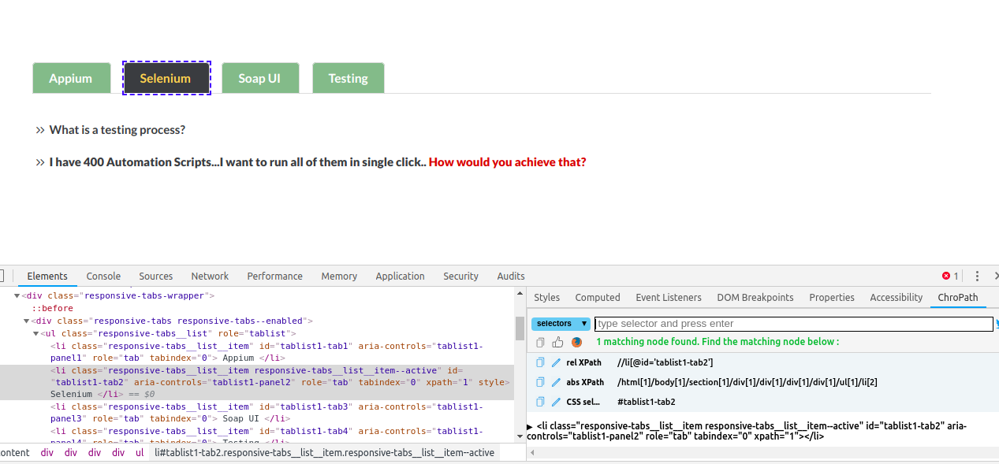 Appium Selenium Soap UI Testing
>> What is a testing process?
>> I have 400 Automation Scripts...I want to run all of them in single click.. How would you achieve that?
Elements Console Sources Network Performance Memory Application Security Audits 1
▼<div class="responsive-tabs-wrapper">
::before
▼<div class="responsive-tabs responsive-tabs--enabled">
▼<ul class="responsive-tabs__list" role="tablist">
<li class="responsive-tabs__list__item" id="tablist1-tab1" aria-controls="tablist1-
panel1" role="tab" tabindex="0"> Appium </li>
<li class="responsive-tabs__list__item responsive-tabs__list__item--active" id=
"tablist1-tab2" aria-controls="tablist1-panel2" role="tab" tabindex="0" xpath="1" style>
Selenium </li> == $0
<li class="responsive-tabs__list__item" id="tablist1-tab3" aria-controls="tablist1-
panel3" role="tab" tabindex="0"> Soap UI </li>
<li class="responsive-tabs__list__item" id="tablist1-tab4" aria-controls="tablist1-
panel4" role="tab" tabindex="0"> Testing </li>
ontent div div div div ul li#tablist1-tab2.responsive-tabs__list__item.responsive-tabs__list__item--active
Styles Computed Event Listeners DOM Breakpoints Properties Accessibility ChroPath
selectors ▼ type selector and press enter
1 matching node found. Find the matching node below :
rel XPath //li[@id='tablist1-tab2']
abs XPath /html[1]/body[1]/section[1]/div[1]/div[1]/div[1]/div[1]/ul[1]/li[2]
CSS sel... #tablist1-tab2
▶ <li class="responsive-tabs__list__item responsive-tabs__list__item--active" id="tablist1-tab2" aria-
controls="tablist1-panel2" role="tab" tabindex="0" xpath="1"></li>